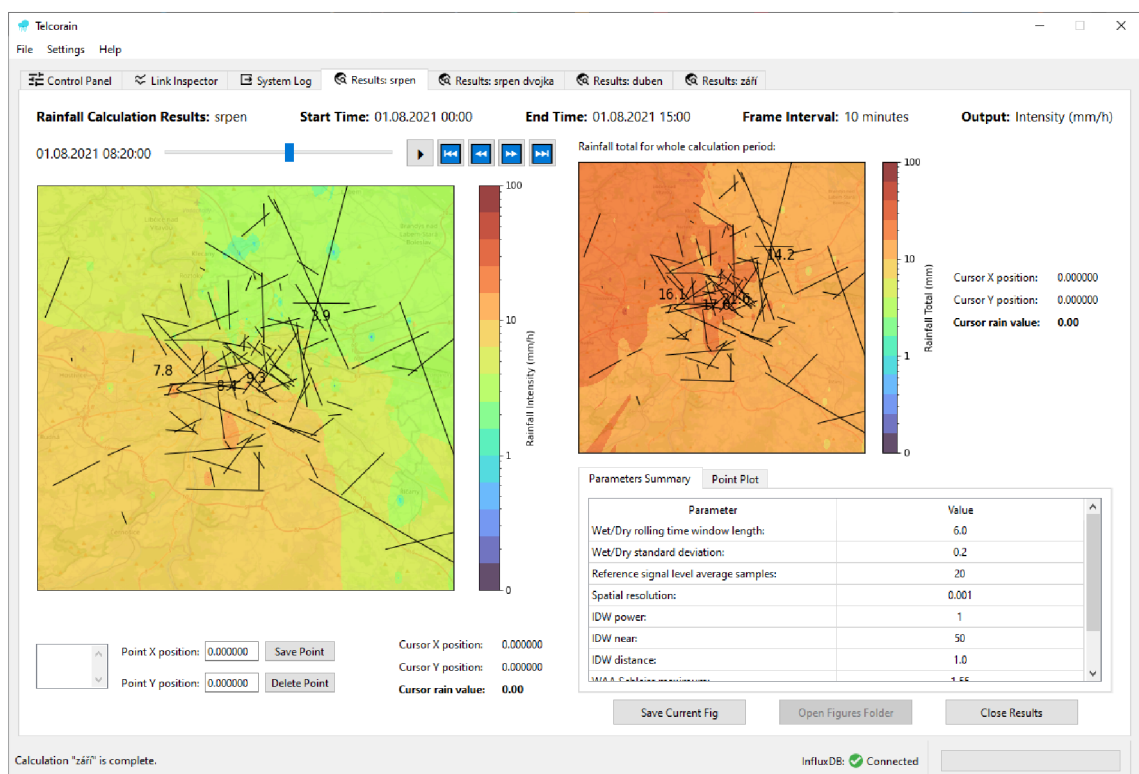 Telcorain
File Settings Help
Control Panel Link Inspector System Log Results: srpen Results: srpen dvojka Results: duben Results: září
Rainfall Calculation Results: srpen Start Time: 01.08.2021 00:00 End Time: 01.08.2021 15:00 Frame Interval: 10 minutes Output: Intensity (mm/h)
01.08.2021 08:20:00
Rainfall total for whole calculation period:
3.9
7.8
8.4
9.3
100
10
1
0
Rainfall Intensity (mm/h)
14.2
16.1
100
10
1
0
Rainfall Total (mm)
Cursor X position: 0.000000
Cursor Y position: 0.000000
Cursor rain value: 0.00
Parameters Summary Point Plot
Parameter Value
Wet/Dry rolling time window length: 6.0
Wet/Dry standard deviation: 0.2
Reference signal level average samples: 20
Spatial resolution: 0.001
IDW power: 1
IDW near: 50
IDW distance: 1.0
Point X position: 0.000000 Save Point
Point Y position: 0.000000 Delete Point
Cursor X position: 0.000000
Cursor Y position: 0.000000
Cursor rain value: 0.00
Save Current Fig Open Figures Folder Close Results
Calculation "září" is complete.
InfluxDB: Connected